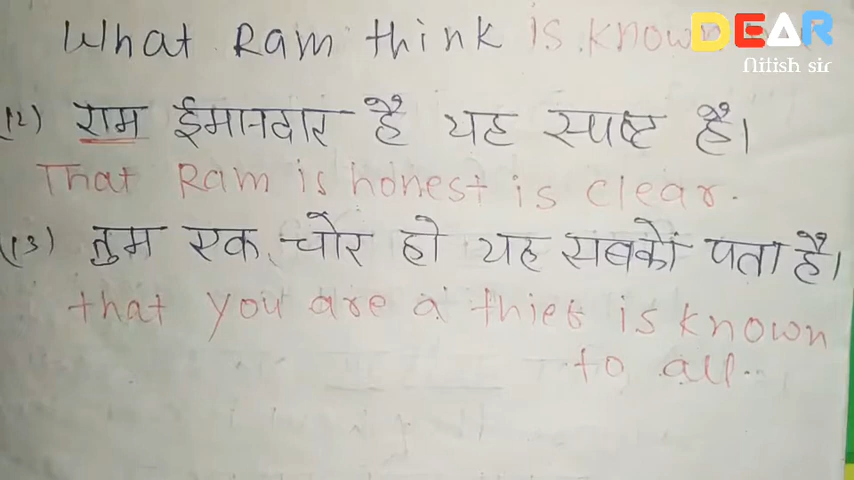 What Ram think is known
DEAR
Nitish sir
(12) राम ईमानदार है यह स्पष्ट है।
That Ram is honest is clear.
(13) तुम एक चोर हो यह सबको पता है।
that you are a thief is known
to all.